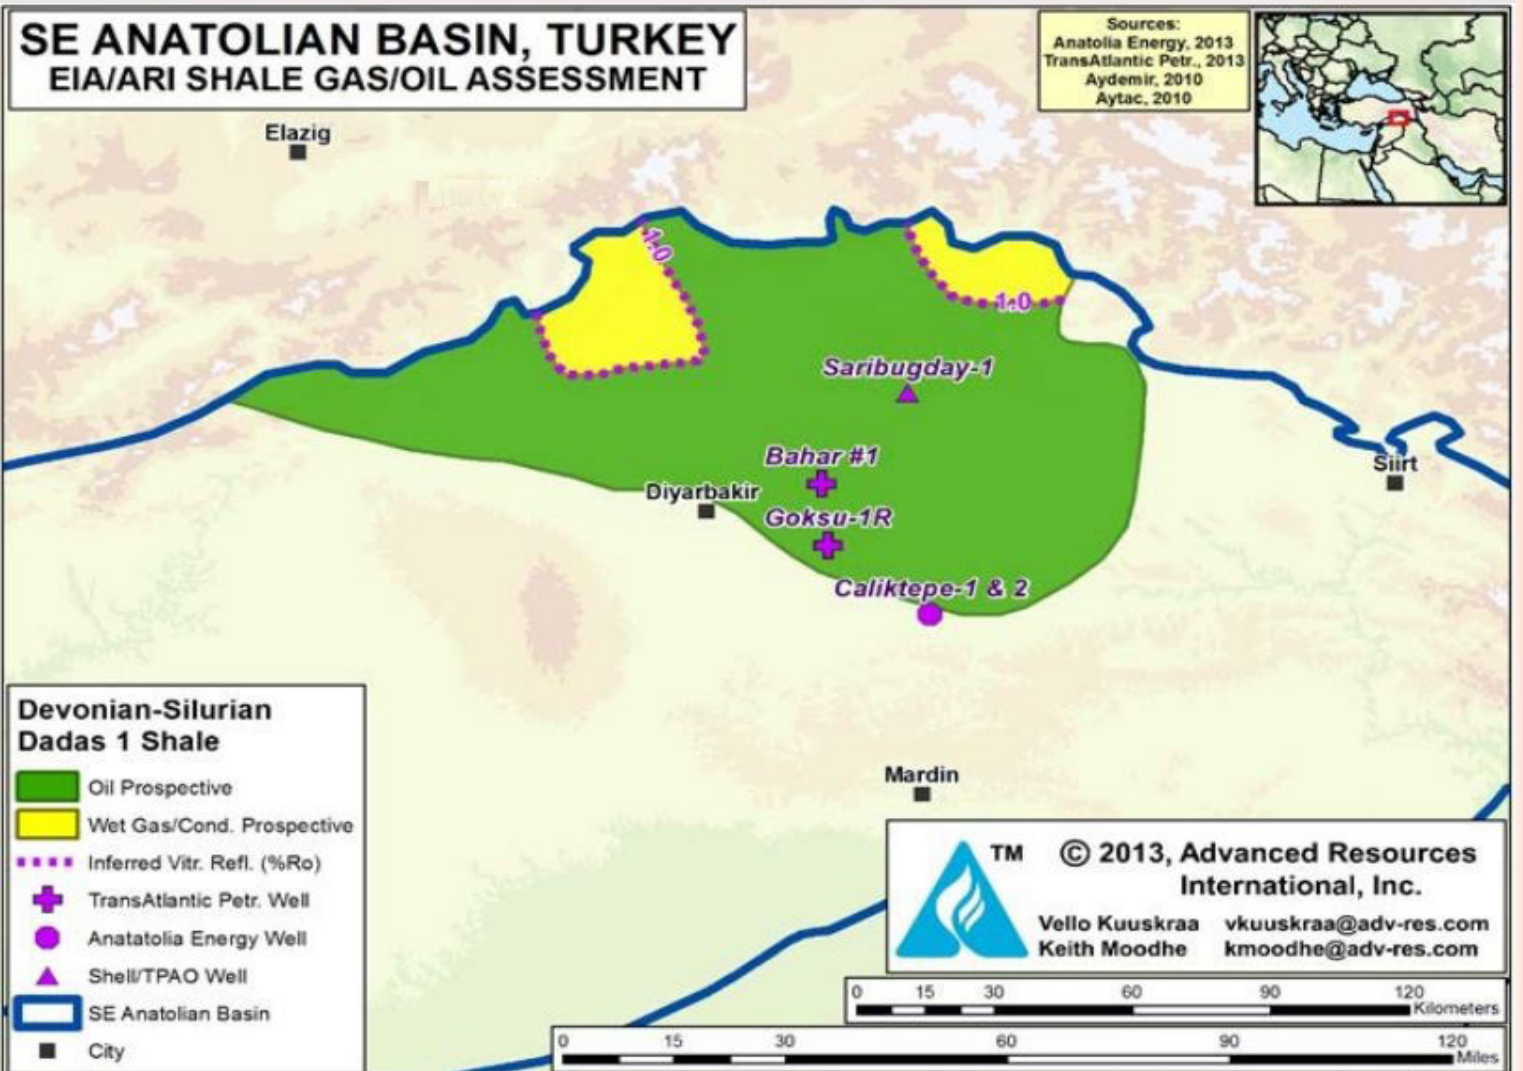 SE ANATOLIAN BASIN, TURKEY
EIA/ARI SHALE GAS/OIL ASSESSMENT
Sources:
Anatolia Energy, 2013
TransAtlantic Petr., 2013
Aydemir, 2010
Aytac, 2010
Elazig
1.0
1.0
Saribugday-1
Bahar #1
Siirt
Diyarbakir
Goksu-1R
Caliktepe-1 & 2
Mardin
Devonian-Silurian
Dadas 1 Shale
Oil Prospective
Wet Gas/Cond. Prospective
Inferred Vitr. Refl. (%Ro)
TransAtlantic Petr. Well
Anatatolia Energy Well
Shell/TPAO Well
SE Anatolian Basin
City
TM
© 2013, Advanced Resources
International, Inc.
Vello Kuuskraa vkuuskraa@adv-res.com
Keith Moodhe kmoodhe@adv-res.com
0 15 30 60 90 120
Kilometers
0 15 30 60 90 120
Miles